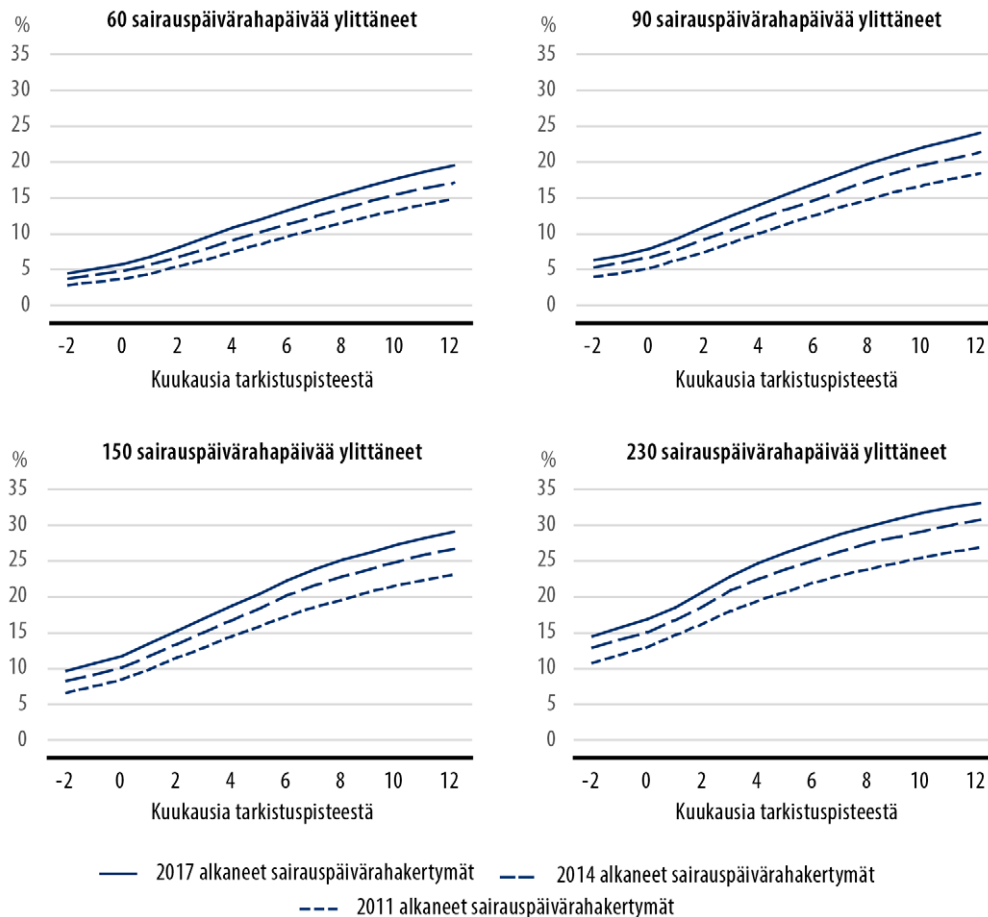 60 sairauspäivärahapäivää ylittäneet
%
35
30
25
20
15
10
5
0
-2 0 2 4 6 8 10 12
Kuukausia tarkistuspisteestä
90 sairauspäivärahapäivää ylittäneet
%
35
30
25
20
15
10
5
0
-2 0 2 4 6 8 10 12
Kuukausia tarkistuspisteestä
150 sairauspäivärahapäivää ylittäneet
%
35
30
25
20
15
10
5
0
-2 0 2 4 6 8 10 12
Kuukausia tarkistuspisteestä
230 sairauspäivärahapäivää ylittäneet
%
35
30
25
20
15
10
5
0
-2 0 2 4 6 8 10 12
Kuukausia tarkistuspisteestä
2017 alkaneet sairauspäivärahakertymät
2014 alkaneet sairauspäivärahakertymät
2011 alkaneet sairauspäivärahakertymät